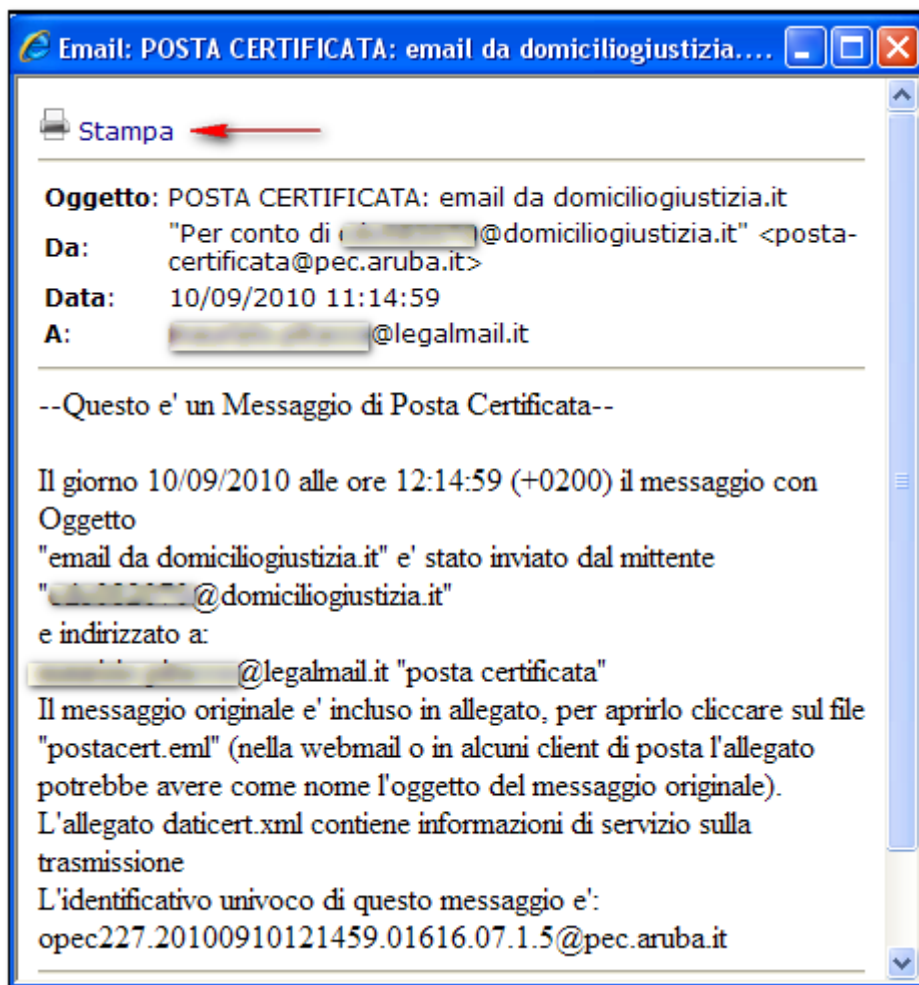 Email: POSTA CERTIFICATA: email da domiciliogiustizia....
Stampa
Oggetto: POSTA CERTIFICATA: email da domiciliogiustizia.it
Da: "Per conto di @domiciliogiustizia.it" <posta-
certificata@pec.aruba.it>
Data: 10/09/2010 11:14:59
A: @legalmail.it
--Questo e' un Messaggio di Posta Certificata--
Il giorno 10/09/2010 alle ore 12:14:59 (+0200) il messaggio con
Oggetto
"email da domiciliogiustizia.it" e' stato inviato dal mittente
"@domiciliogiustizia.it"
e indirizzato a:
@legalmail.it "posta certificata"
Il messaggio originale e' incluso in allegato, per aprirlo cliccare sul file
"postacert.eml" (nella webmail o in alcuni client di posta l'allegato
potrebbe avere come nome l'oggetto del messaggio originale).
L'allegato daticert.xml contiene informazioni di servizio sulla
trasmissione
L'identificativo univoco di questo messaggio e':
opec227.20100910121459.01616.07.1.5@pec.aruba.it